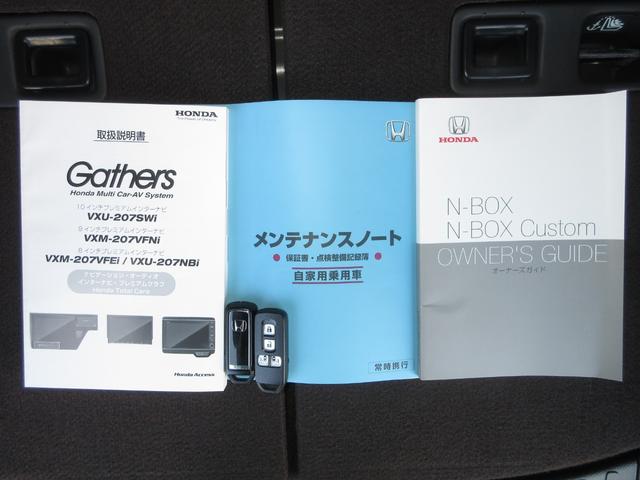 HONDA
The Power of Dreams
取扱説明書
Gathers
Honda Multi Car-AV System
10インチプレミアムインターナビ
VXU-207SWi
9インチプレミアムインターナビ
VXM-207VFNi
8インチプレミアムインターナビ
VXM-207VFEi / VXU-207NBi
ナビゲーション・オーディオ
インターナビ・プレミアムクラブ
Honda Total Care
Honda Access
メンテナンスノート
保証書・点検整備記録簿
自家用乗用車
常時携行
HONDA
N-BOX
N-BOX Custom
OWNER'S GUIDE
オーナーズガイド